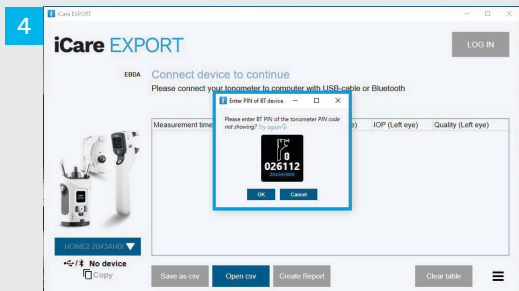 4
iCare EXPORT
iCare EXPORT
LOG IN
EBDA
Connect device to continue
Please connect your tonometer to computer with USB-cable or Bluetooth
Enter PIN of BT device
Please enter BT PIN of the tonometer PIN code
not showing? Try again
026112
2043AH005
OK
Cancel
Measurement time
IOP (Left eye)
Quality (Left eye)
HOME2 2043AH00
No device
Copy
Save as csv
Open csv
Create Report
Clear table